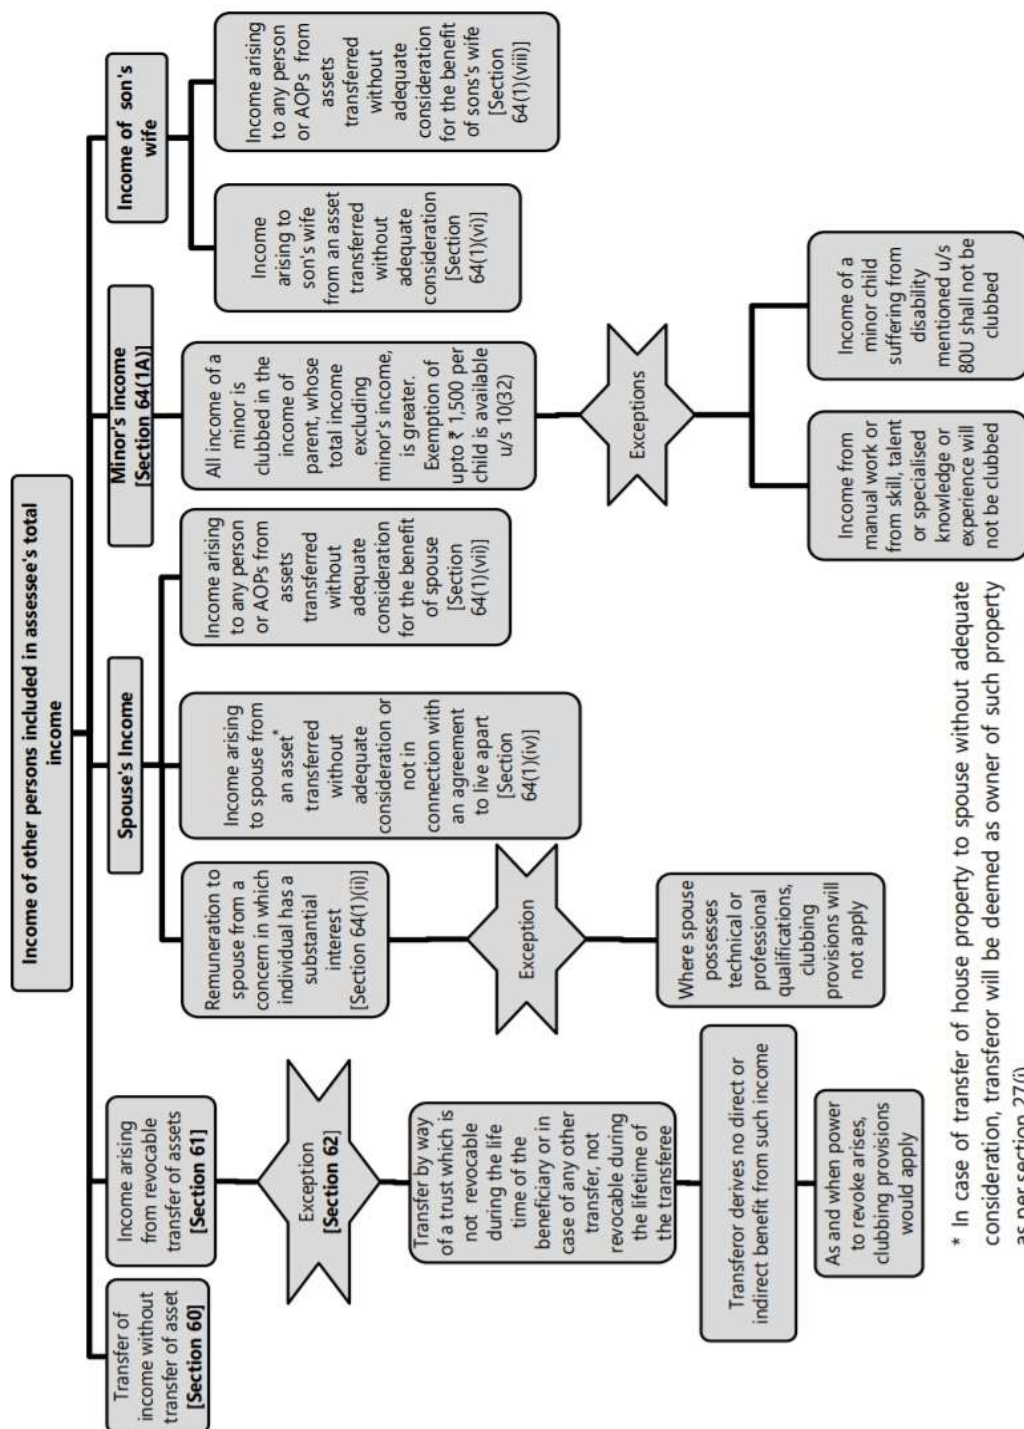 Income of other persons included in assessee's total
income
Transfer of
income without
transfer of asset
[Section 60]
Income arising
from revocable
transfer of assets
[Section 61]
Exception
[Section 62]
Transfer by way
of a trust which is
not revocable
during the life
time of the
beneficiary or in
case of any other
transfer, not
revocable during
the lifetime of
the transferee
Transferor derives no direct or
indirect benefit from such income
As and when power
to revoke arises,
clubbing provisions
would apply
Spouse's Income
Remuneration to
spouse from a
concern in which
individual has a
substantial
interest
[Section 64(1)(ii)]
Exception
Where spouse
possesses
technical or
professional
qualifications,
clubbing
provisions will
not apply
Income arising
to spouse from
an asset*
transferred
without
adequate
consideration or
not in
connection with
an agreement
to live apart
[Section
64(1)(iv)]
Income arising
to any person
or AOPs from
assets
transferred
without
adequate
consideration
for the benefit
of spouse
[Section
64(1)(vii)]
Minor's income
[Section 64(1A)]
All income of a
minor is
clubbed in the
income of
parent, whose
total income
excluding
minor's income,
is greater.
Exemption of
upto ₹ 1,500 per
child is available
u/s 10(32)
Exceptions
Income from
manual work or
from skill, talent
or specialised
knowledge or
experience will
not be clubbed
Income of a
minor child
suffering from
disability
mentioned u/s
80U shall not be
clubbed
Income of son's
wife
Income
arising to
son's wife
from an asset
transferred
without
adequate
consideration
[Section
64(1)(vi)]
Income arising
to any person
or AOPs from
assets
transferred
without
adequate
consideration
for the benefit
of sons's wife
[Section
64(1)(viii)]
* In case of transfer of house property to spouse without adequate
consideration, transferor will be deemed as owner of such property
as per section 27(i)